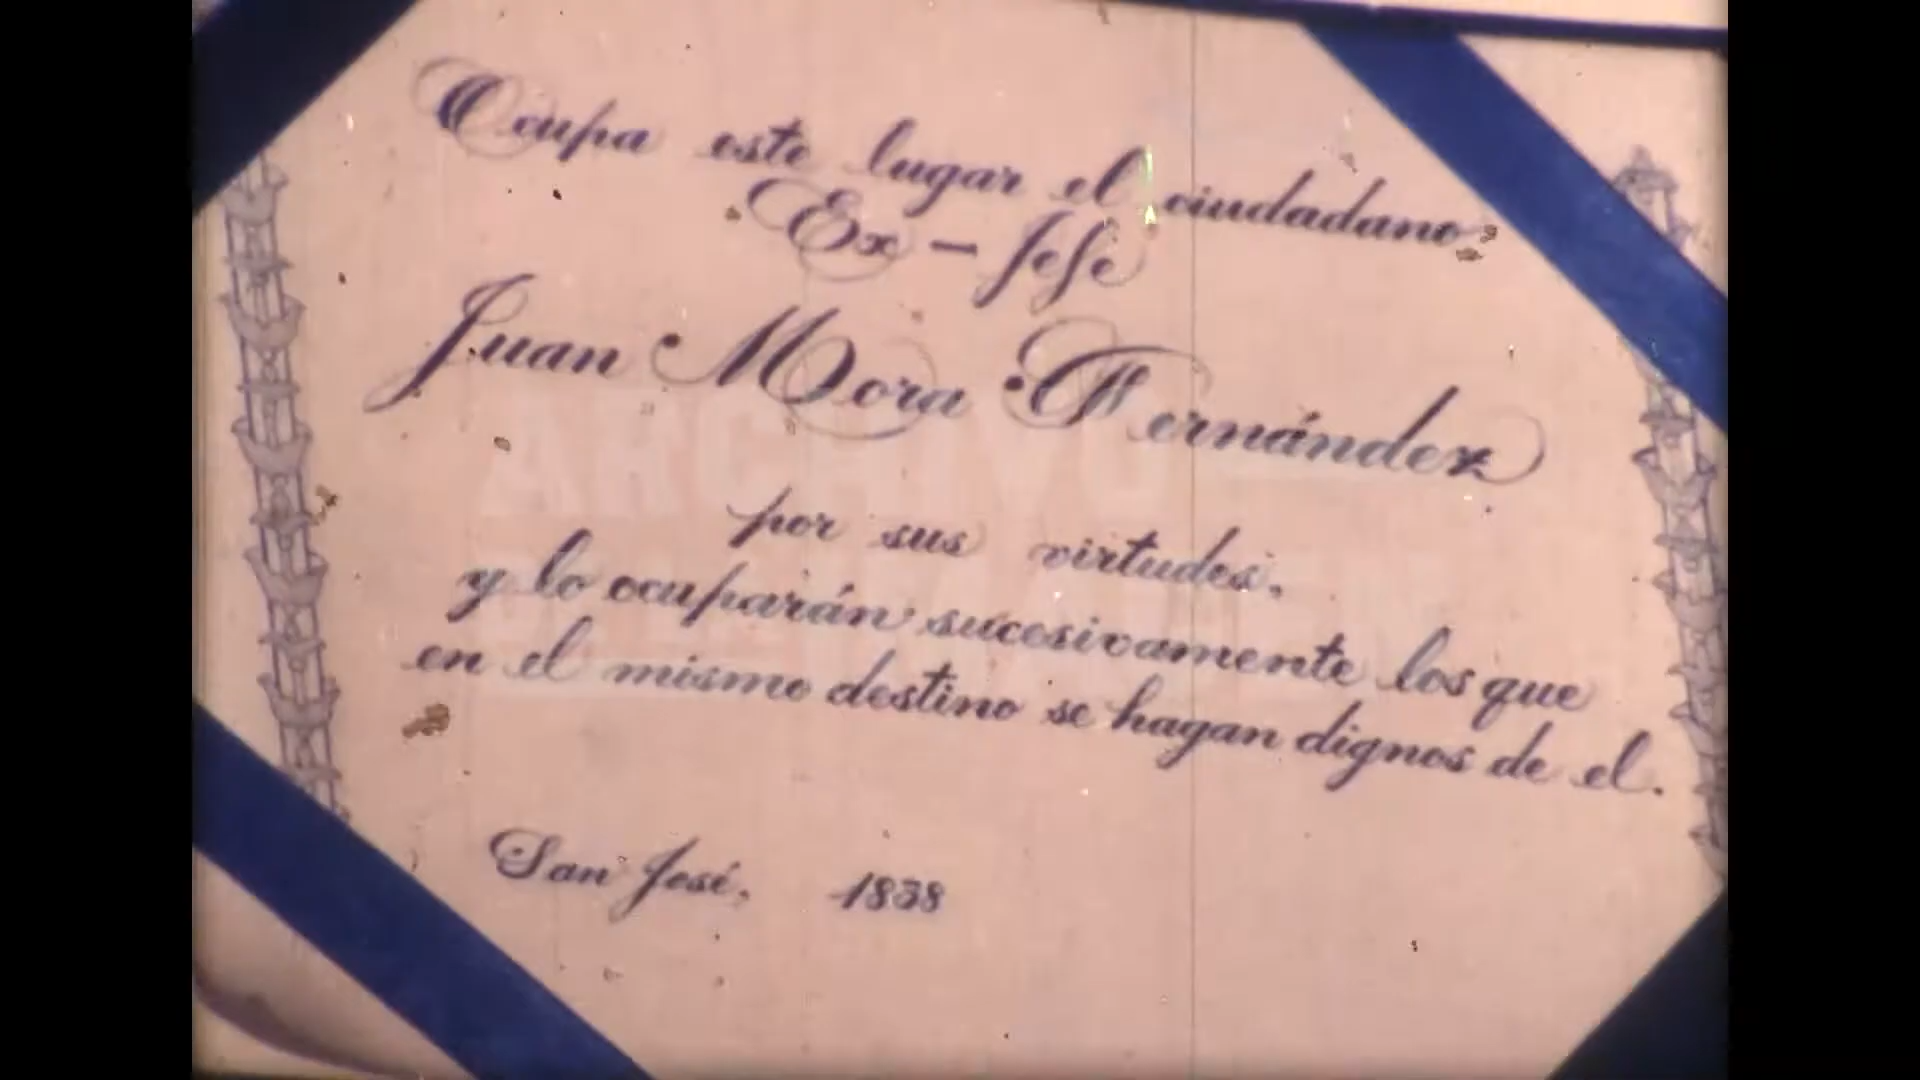 Ocupa este lugar el ciudadano
Ex - Jefe
Juan Mora Fernández
por sus virtudes,
y lo ocuparán sucesivamente los que
en el mismo destino se hagan dignos de el.
San José, 1838
ARCHIVO